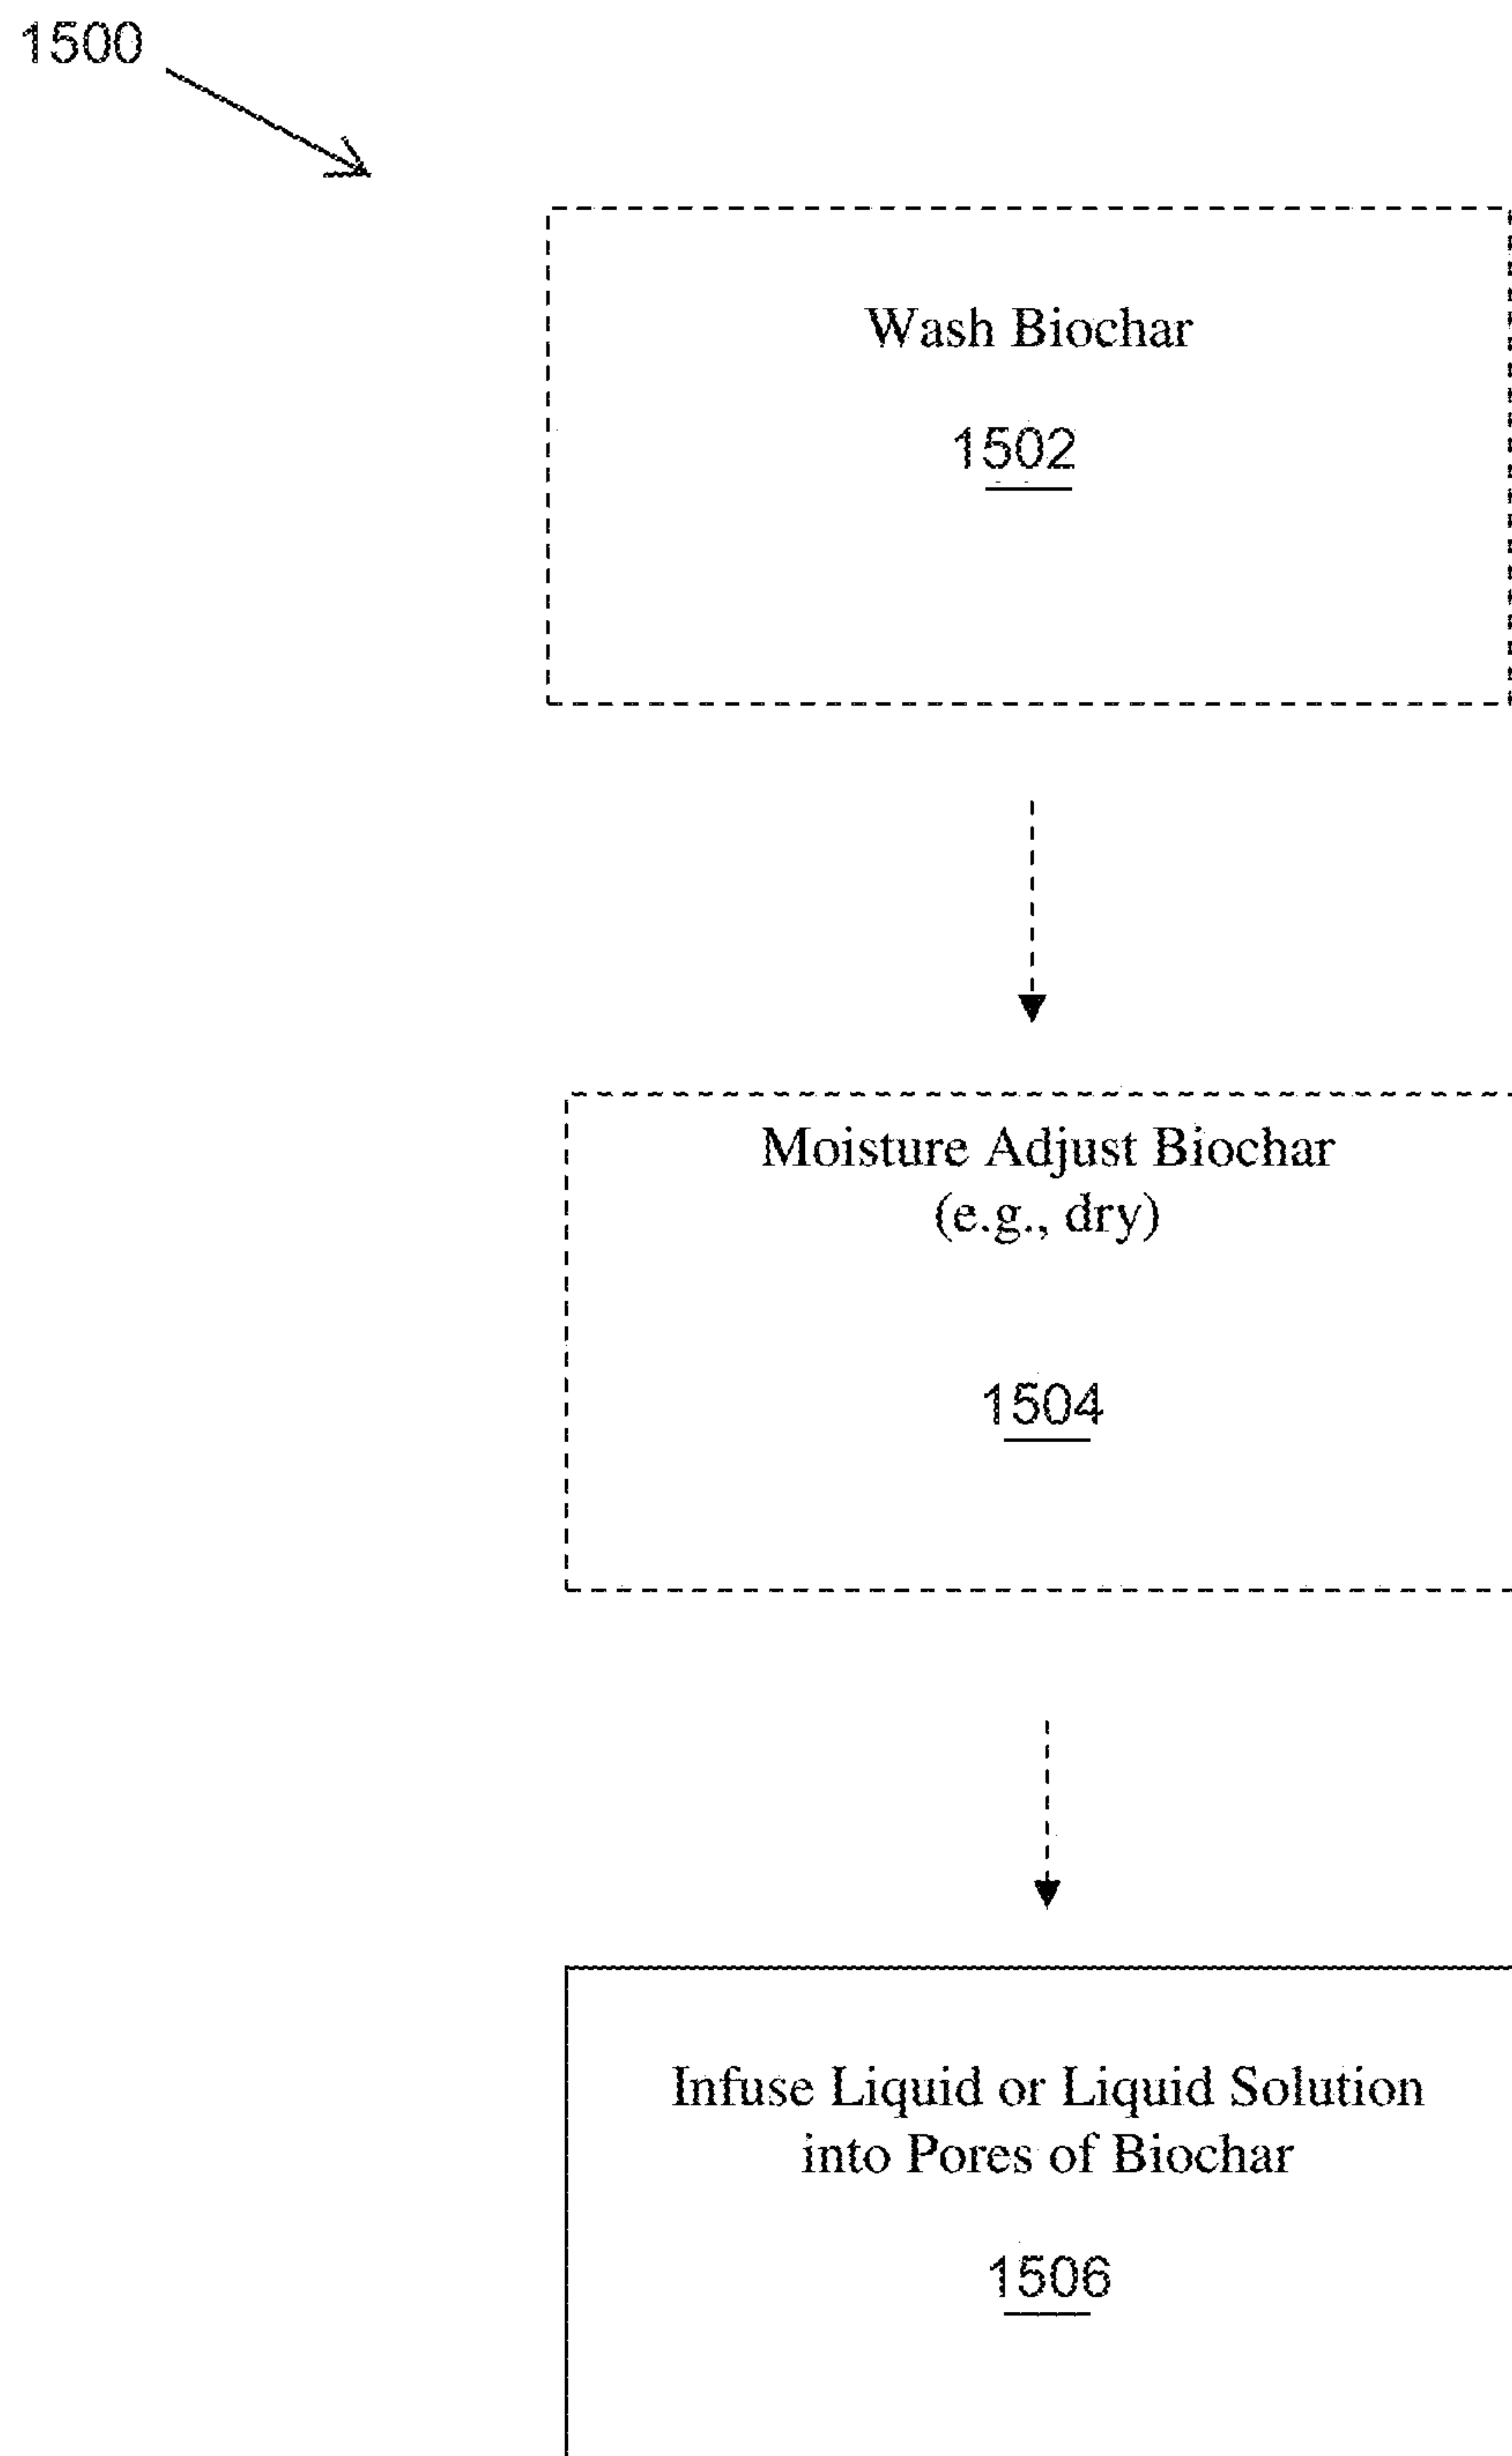 1500
Wash Biochar
1502
Moisture Adjust Biochar
(e.g., dry)
1504
Infuse Liquid or Liquid Solution
into Pores of Biochar
1506